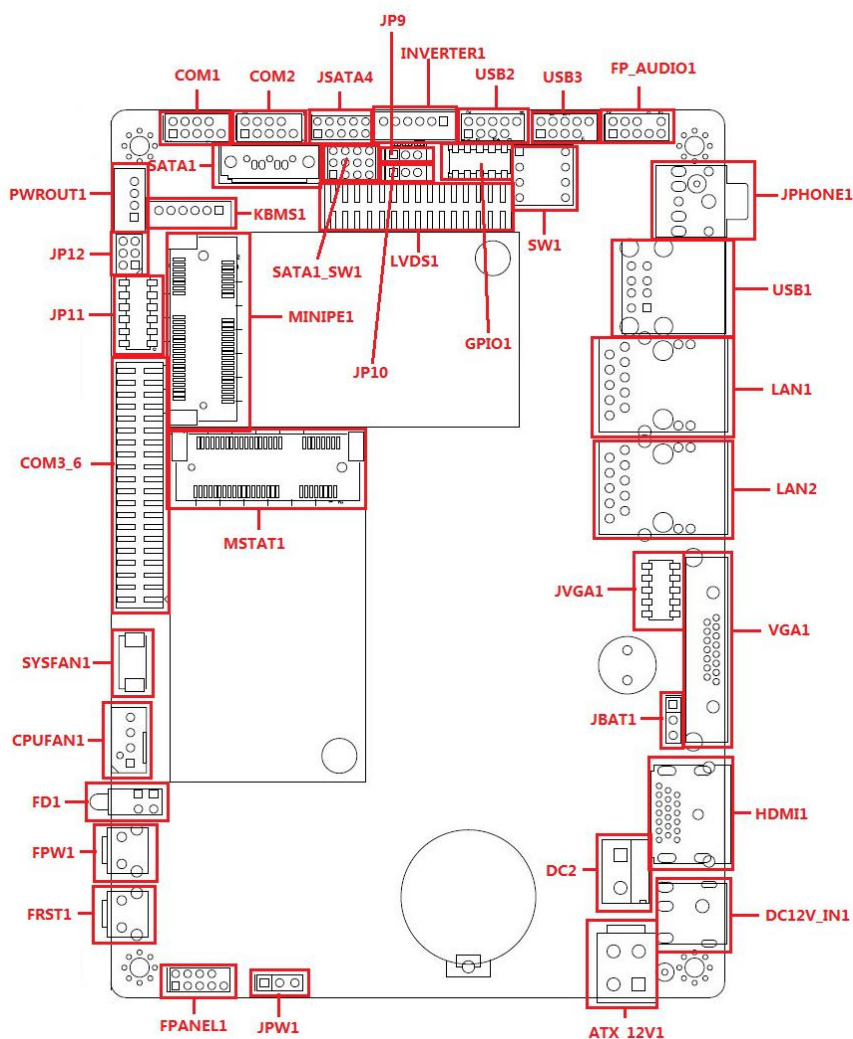 JP9
INVERTER1
COM1
COM2
JSATA4
USB2
USB3
FP_AUDIO1
SATA1
PWROUT1
KBMS1
JPHONE1
SW1
JP12
SATA1_SW1
LVDS1
USB1
JP11
MINIPE1
GPIO1
JP10
LAN1
COM3_6
LAN2
MSTAT1
JVGA1
VGA1
SYSFAN1
JBAT1
CPUFAN1
FD1
HDMI1
FPW1
DC2
FRST1
DC12V_IN1
FPANEL1
JPW1
ATX_12V1